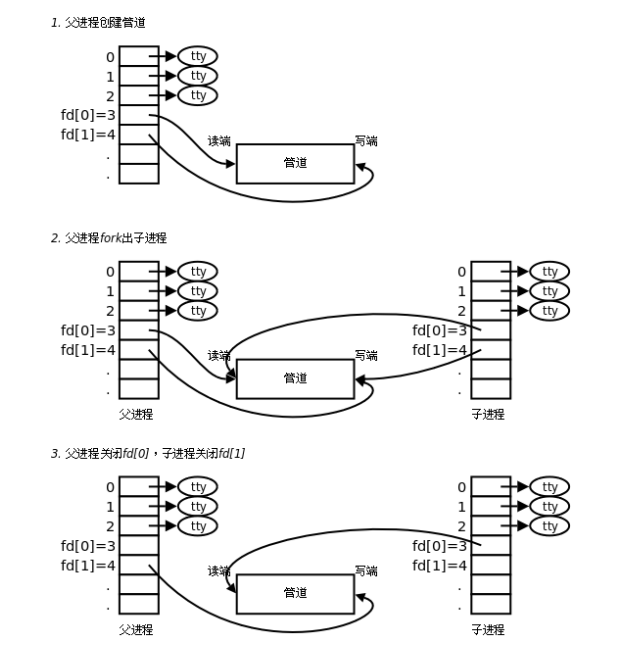 1. 父进程创建管道
0 tty
1 tty
2 tty
fd[0]=3
读端 写端
fd[1]=4
管道
.
.
2. 父进程fork出子进程
0 tty 0 tty
1 tty 1 tty
2 tty 2 tty
fd[0]=3 fd[0]=3
fd[1]=4 读端 写端 fd[1]=4
. 管道 .
. .
父进程 子进程
3. 父进程关闭fd[0]，子进程关闭fd[1]
0 tty 0 tty
1 tty 1 tty
2 tty 2 tty
fd[0]=3 fd[0]=3
fd[1]=4 读端 写端 fd[1]=4
. 管道 .
. .
父进程 子进程